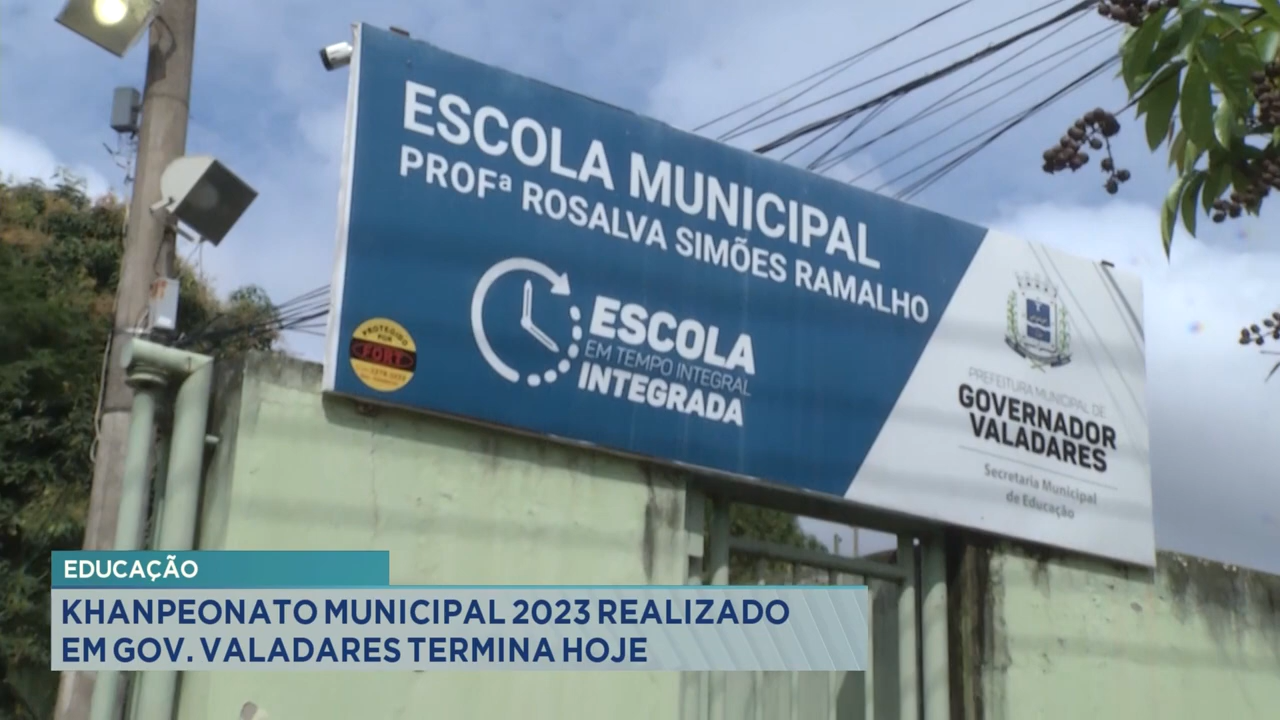 ESCOLA MUNICIPAL
PROFª ROSALVA SIMÕES RAMALHO
ESCOLA
EM TEMPO INTEGRAL
INTEGRADA
PROTEGIDO
POR
FORT
PREFEITURA MUNICIPAL DE
GOVERNADOR
VALADARES
Secretaria Municipal
de Educação
EDUCAÇÃO
KHANPEONATO MUNICIPAL 2023 REALIZADO
EM GOV. VALADARES TERMINA HOJE